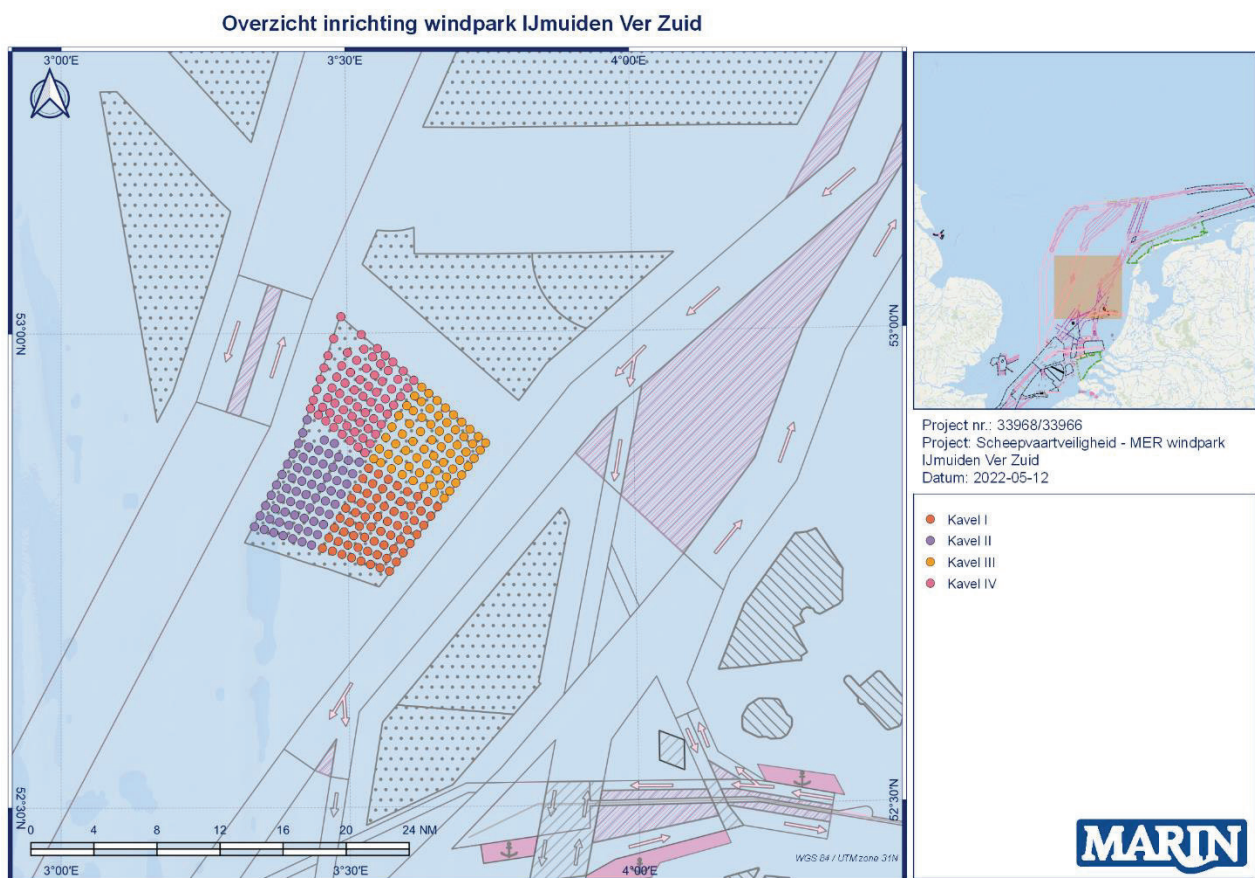 Overzicht inrichting windpark IJmuiden Ver Zuid
3°00'E
3°30'E
4°00'E
53°00'N
53°00'N
52°30'N
52°30'N
0 4 8 12 16 20 24 NM
WGS 84 / UTM zone 31N
3°00'E
3°30'E
4°00'E
Project nr.: 33968/33966
Project: Scheepvaartveiligheid - MER windpark
IJmuiden Ver Zuid
Datum: 2022-05-12
Kavel I
Kavel II
Kavel III
Kavel IV
MARIN